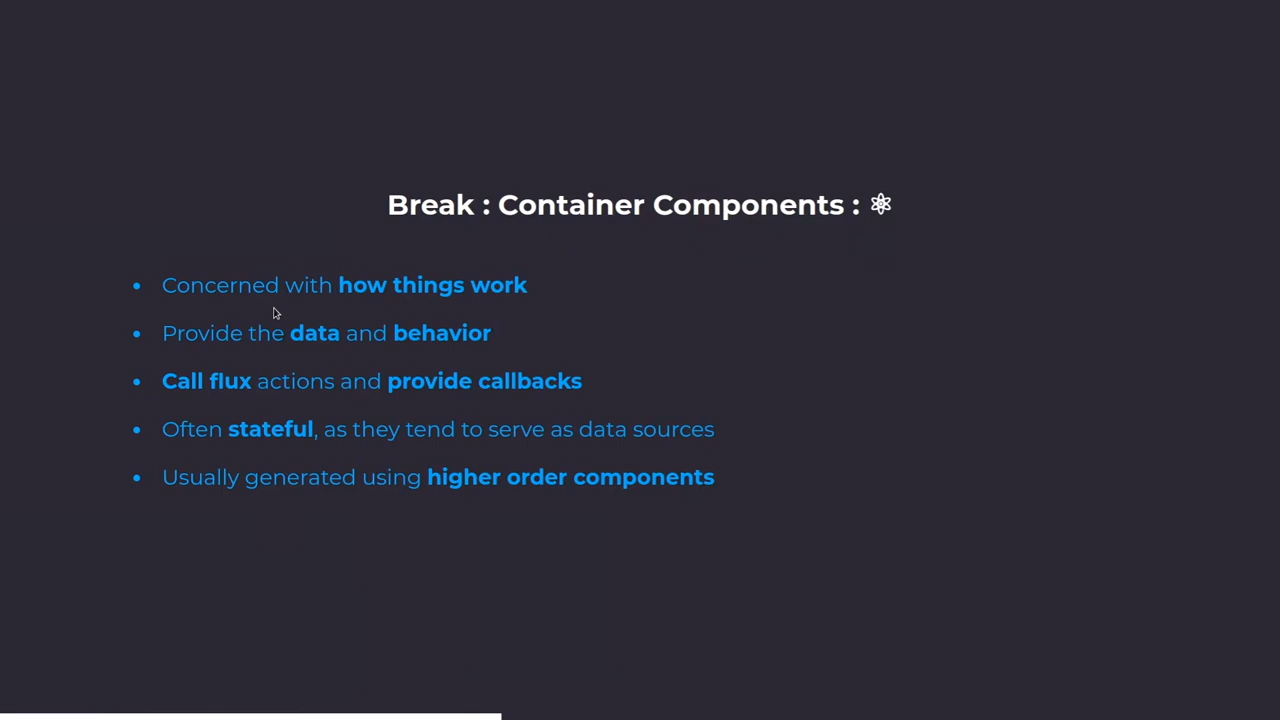 Break : Container Components : ⚛
• Concerned with how things work
• Provide the data and behavior
• Call flux actions and provide callbacks
• Often stateful, as they tend to serve as data sources
• Usually generated using higher order components